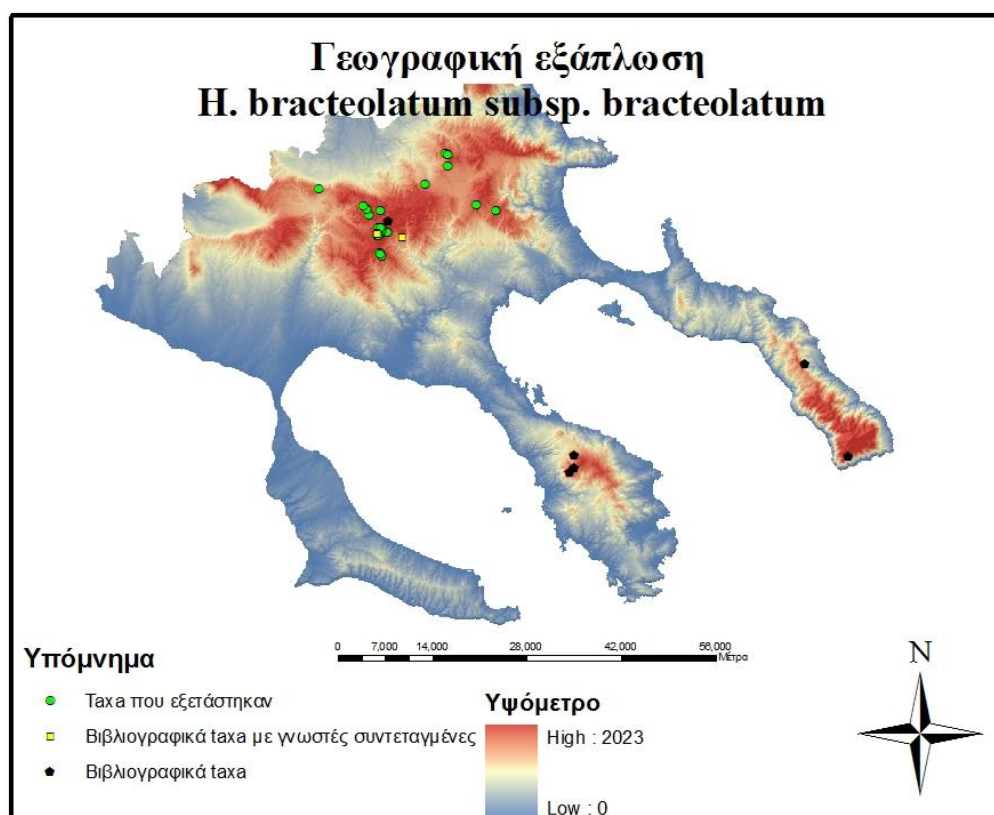 Γεωγραφική εξάπλωση
H. bracteolatum subsp. bracteolatum
Υπόμνημα
Taxa που εξετάστηκαν
Βιβλιογραφικά taxa με γνωστές συντεταγμένες
Βιβλιογραφικά taxa
0 7,000 14,000 28,000 42,000 56,000
Μέτρα
Υψόμετρο
High : 2023
Low : 0
N